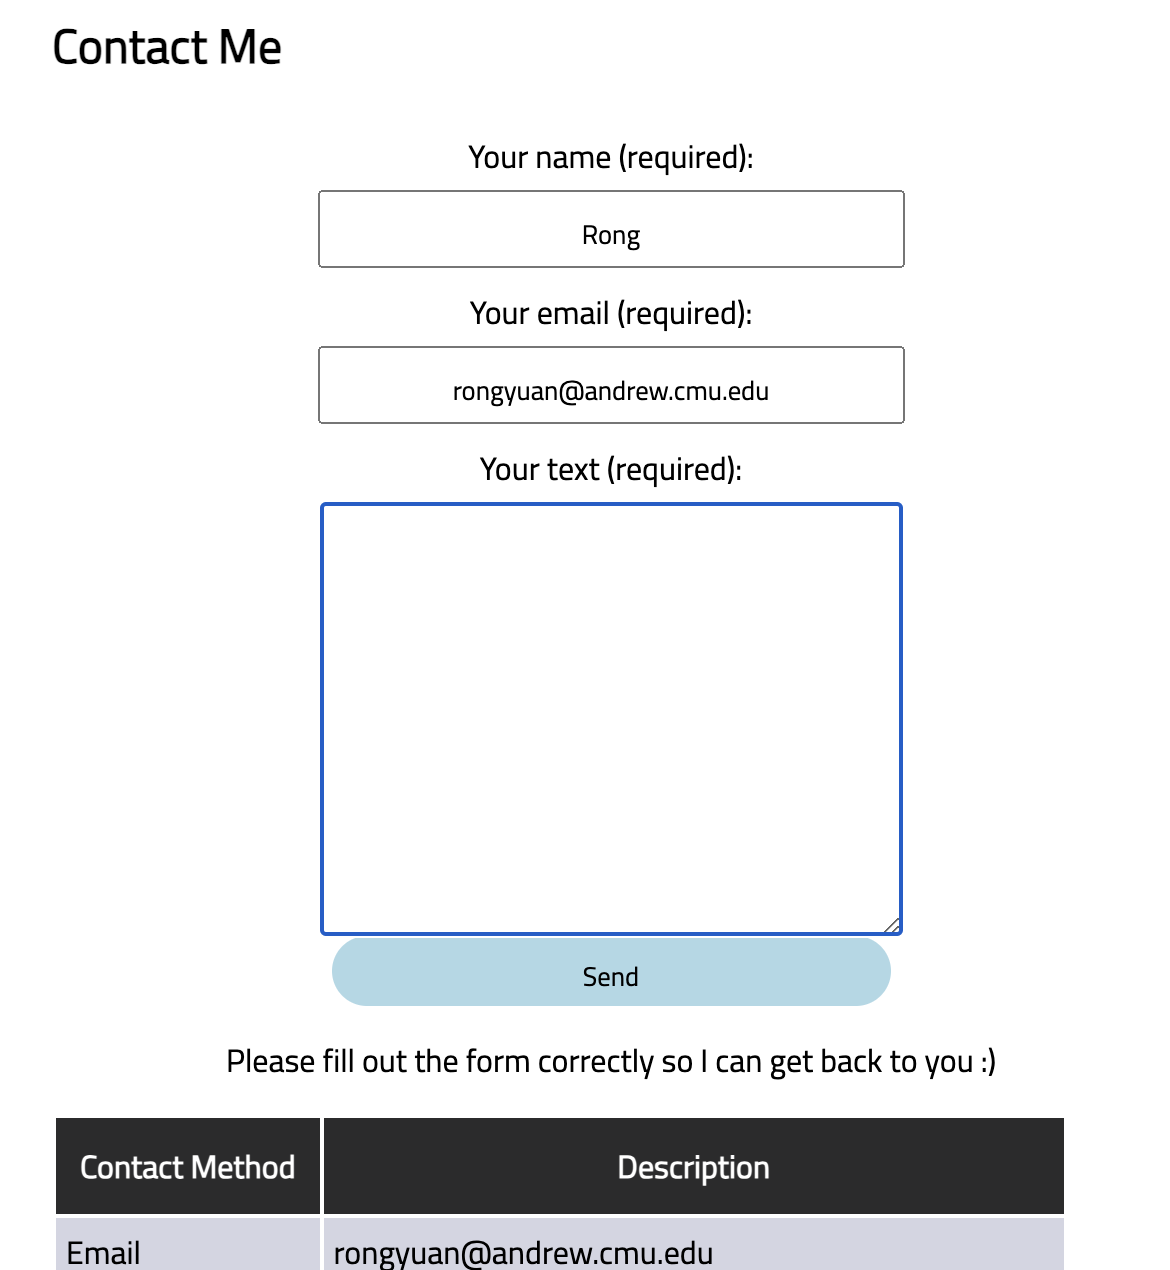 Contact Me
Your name (required):
Rong
Your email (required):
rongyuan@andrew.cmu.edu
Your text (required):
Send
Please fill out the form correctly so I can get back to you :)
Contact Method Description
Email rongyuan@andrew.cmu.edu